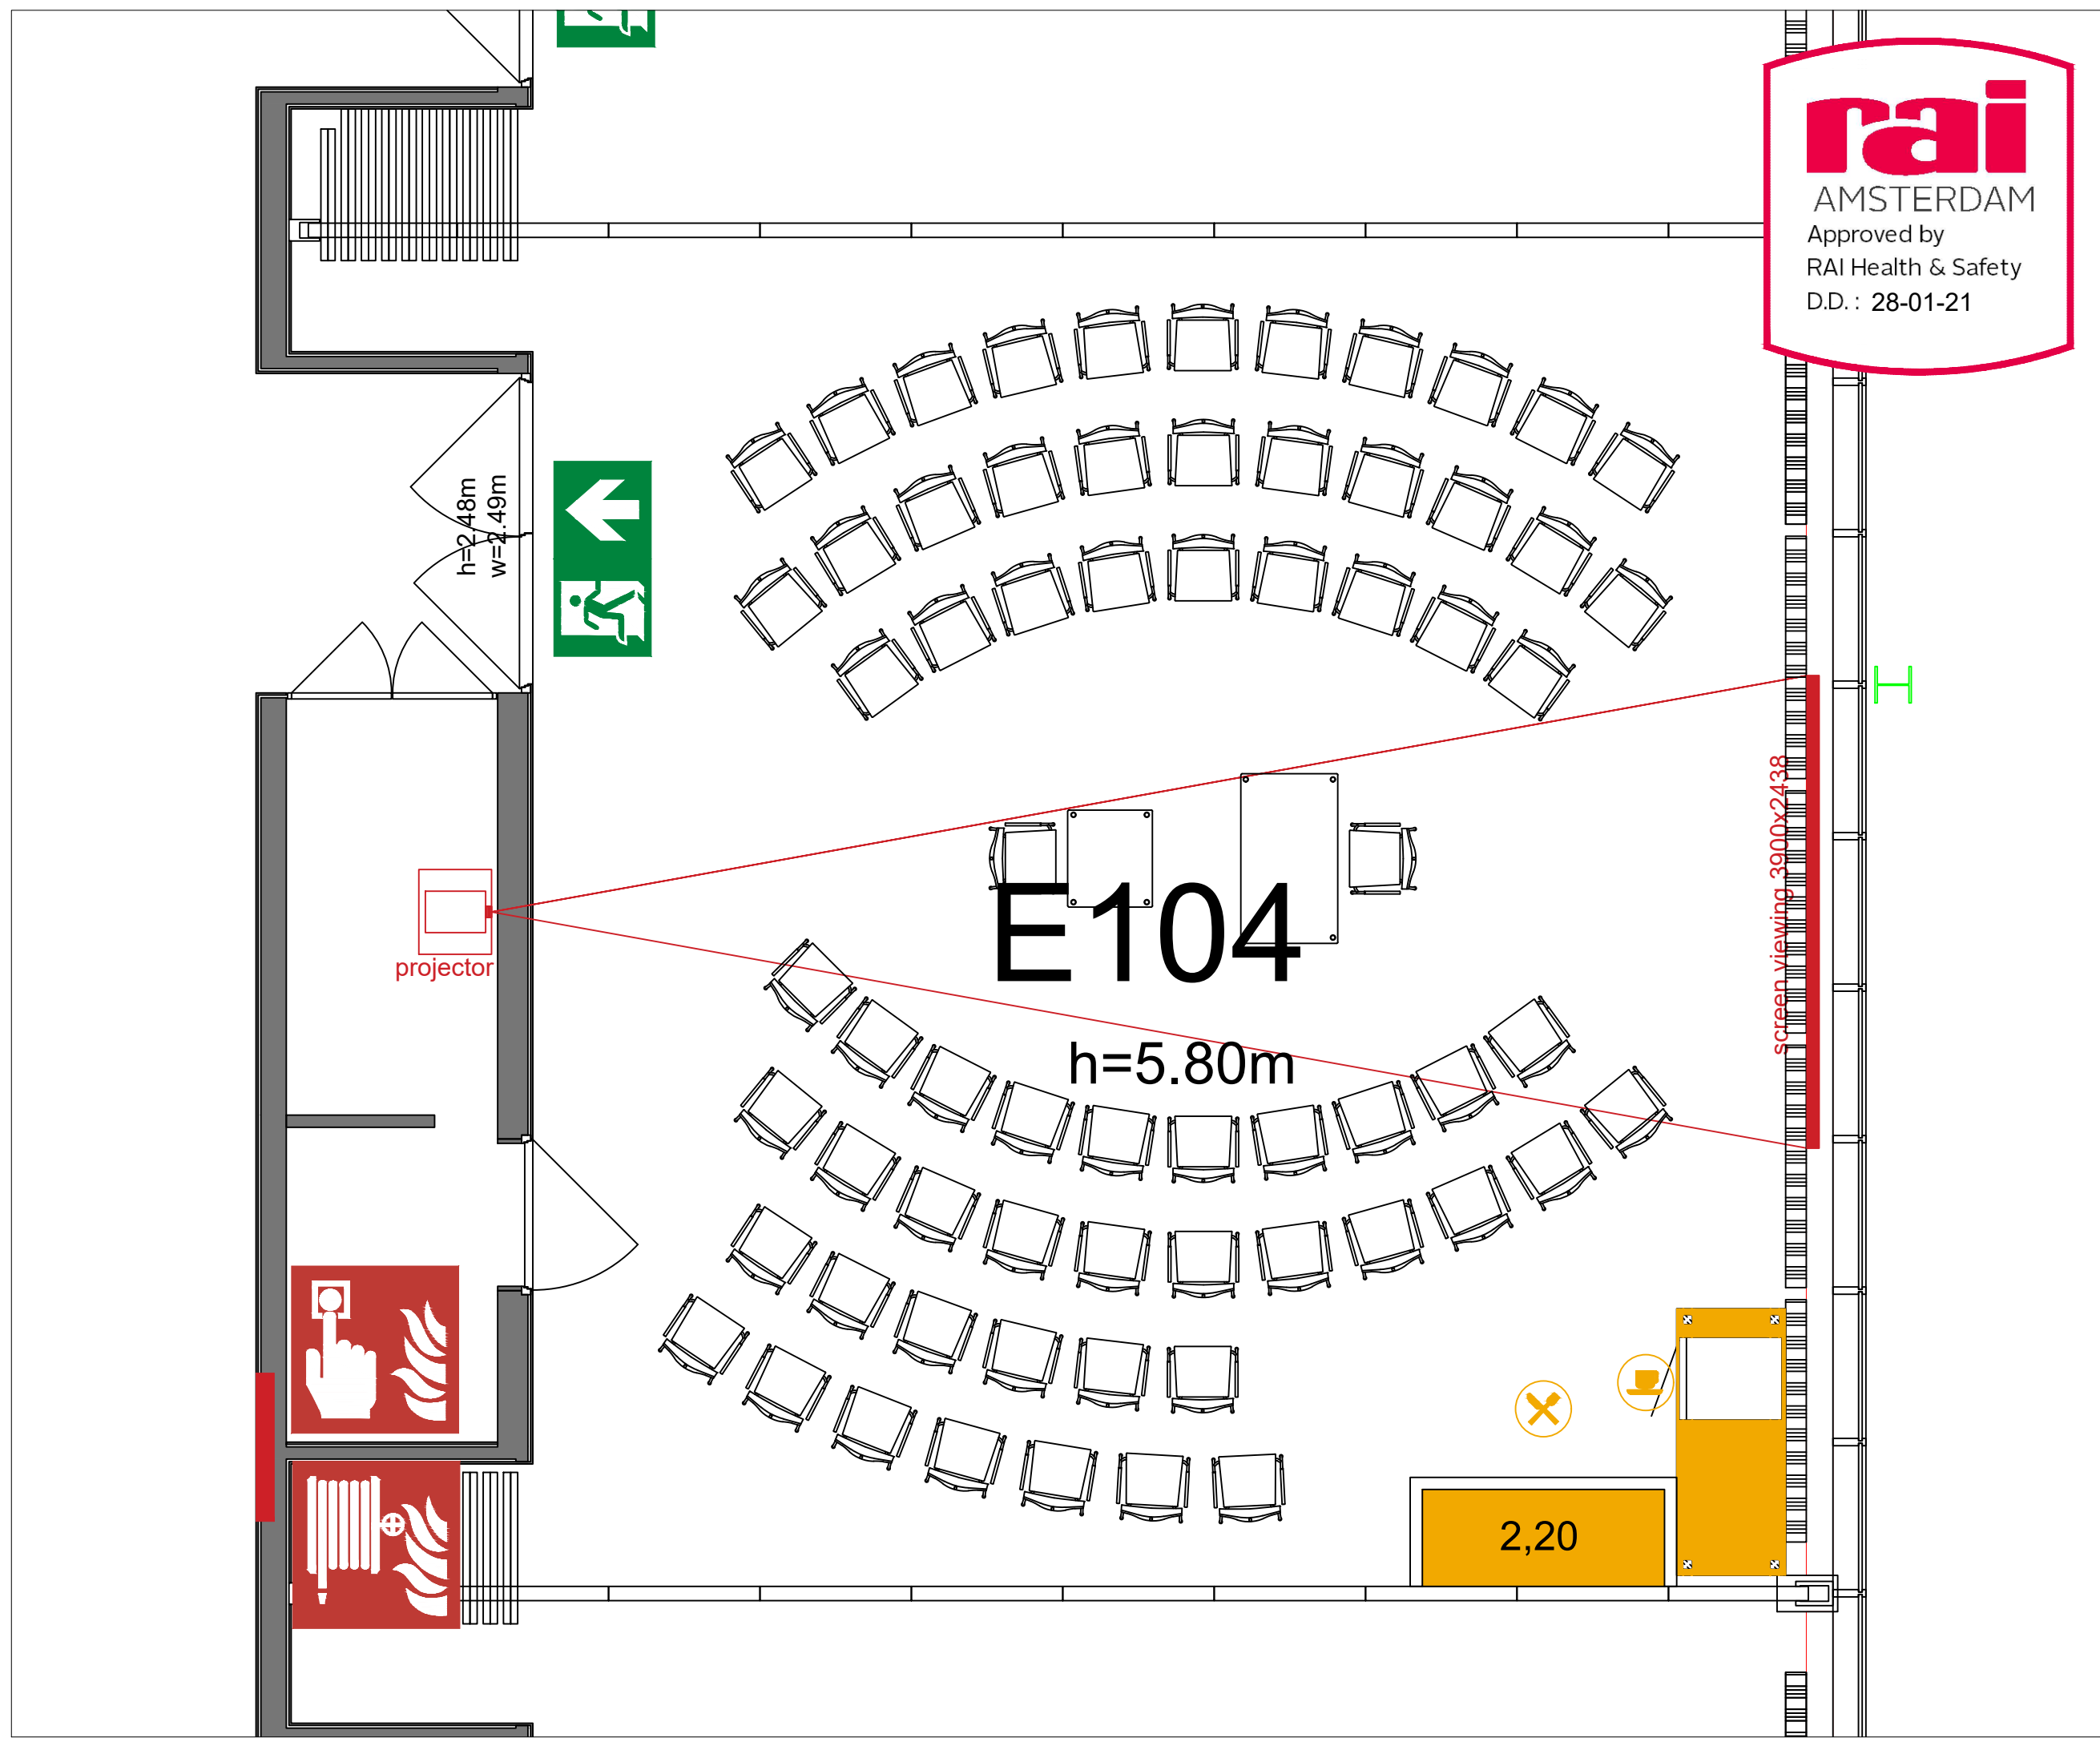 rai
AMSTERDAM
Approved by
RAI Health & Safety
D.D. : 28-01-21
h=2.48m
w=2.49m
screen viewing 3900x2438
E104
projector
h=5.80m
2,20